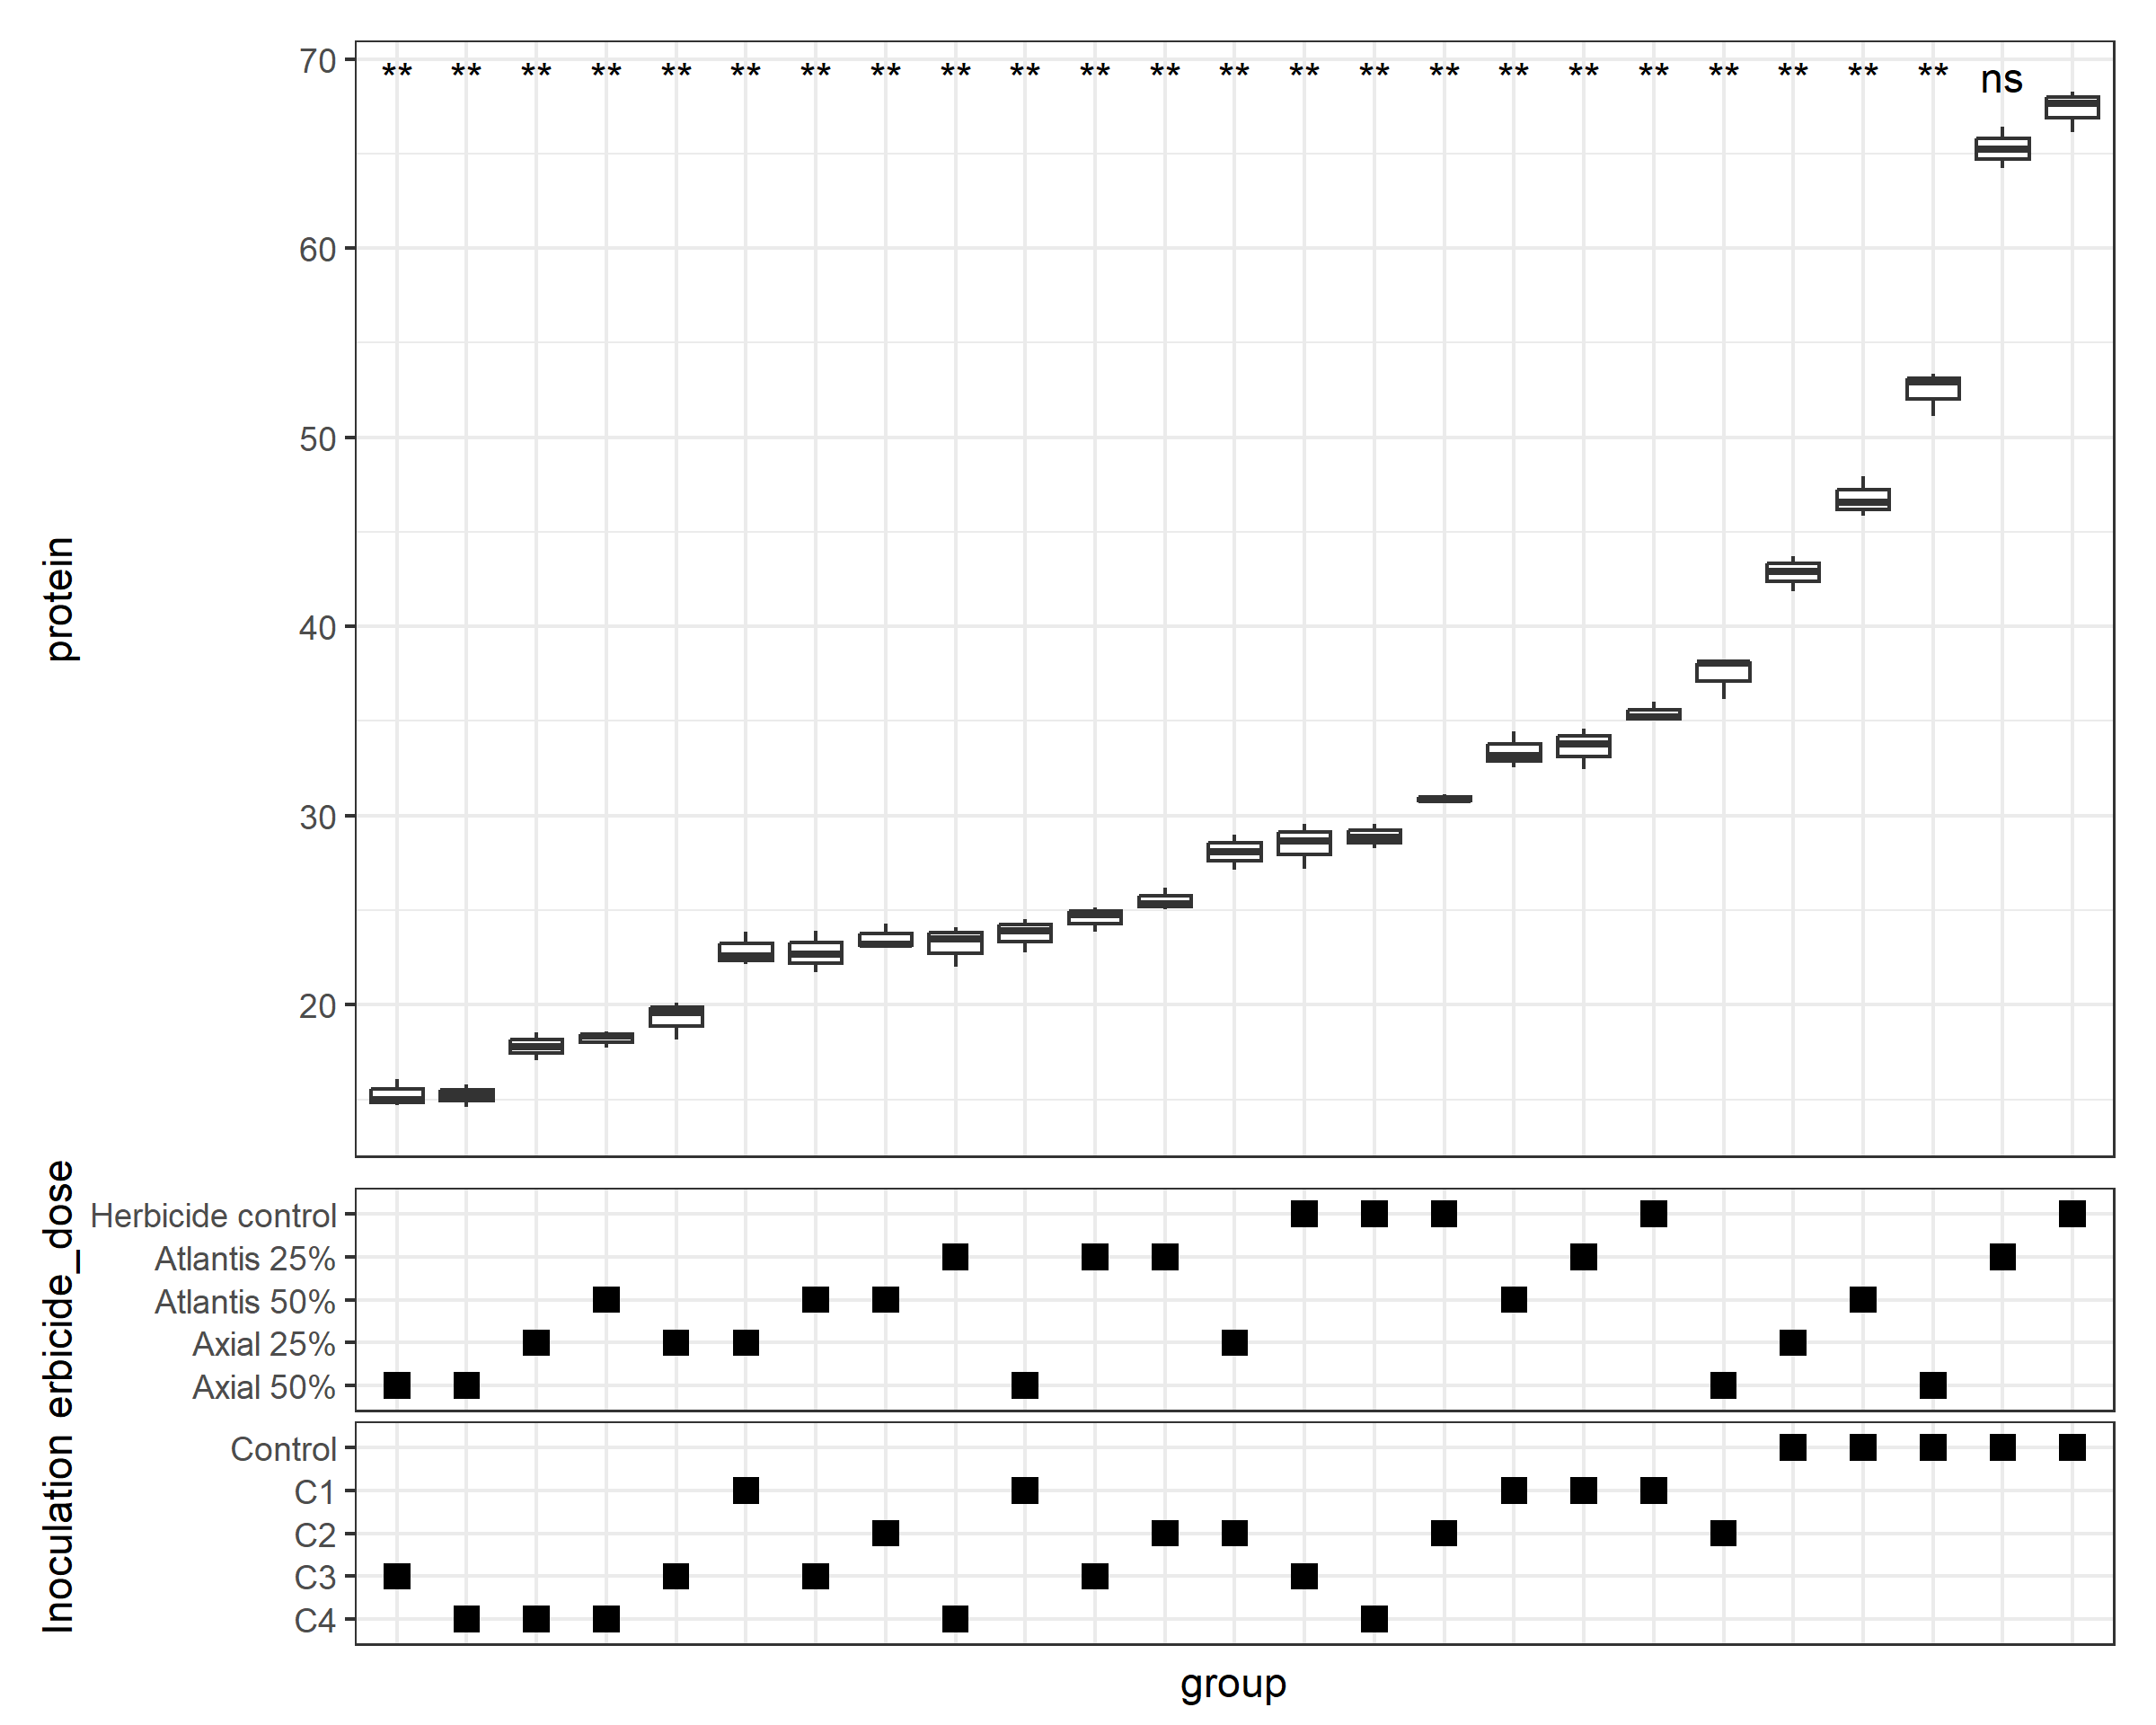 70
** ** ** ** ** ** ** ** ** ** ** ** ** ** ** ** ** ** ** ** ** ** ** ns
60
50
40
30
20
protein
Herbicide control
Atlantis 25%
Atlantis 50%
Axial 25%
Axial 50%
erbicide_dose
Control
C1
C2
C3
C4
Inoculation
group